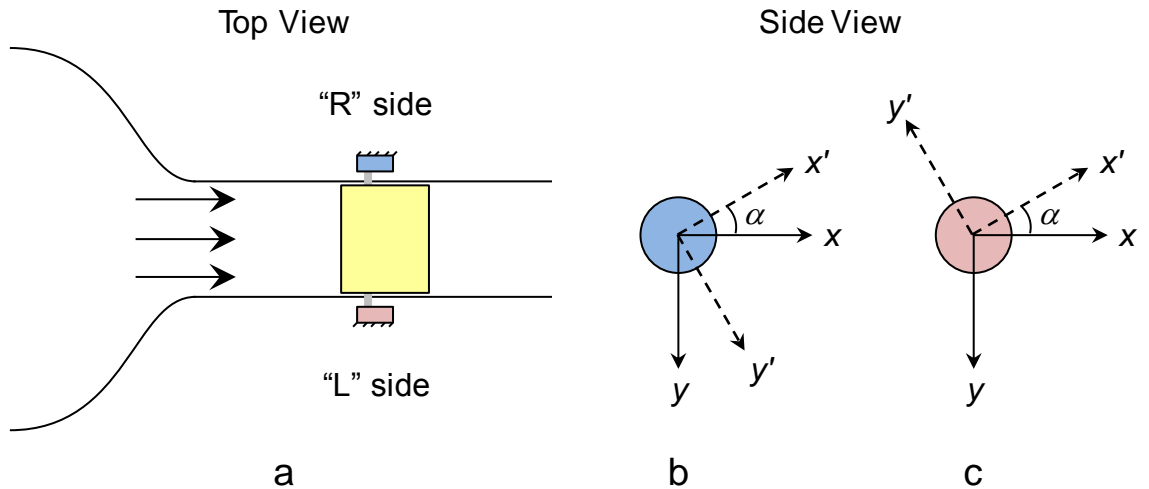 Top View
Side View
“R” side
“L” side
x'
α
x
y
y'
y'
x'
α
x
y
a
b
c